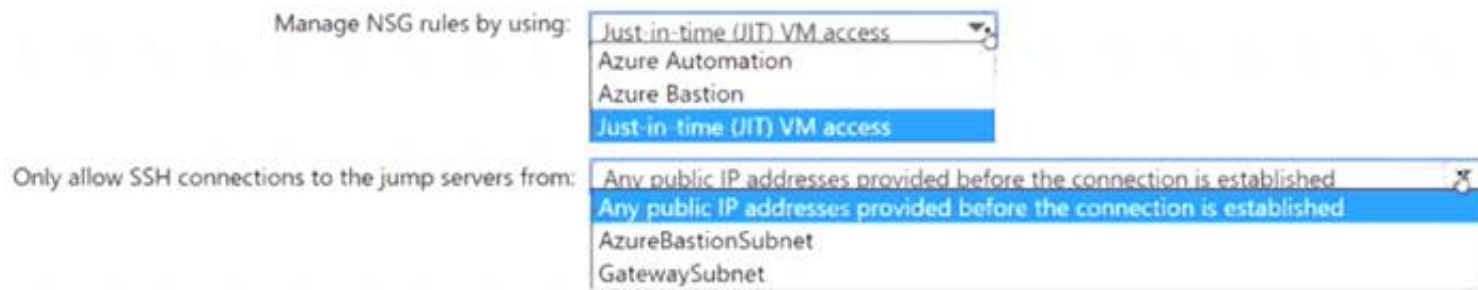 Manage NSG rules by using:
Just-in-time (JIT) VM access
Azure Automation
Azure Bastion
Just-in-time (JIT) VM access
Only allow SSH connections to the jump servers from:
Any public IP addresses provided before the connection is established
Any public IP addresses provided before the connection is established
AzureBastionSubnet
GatewaySubnet